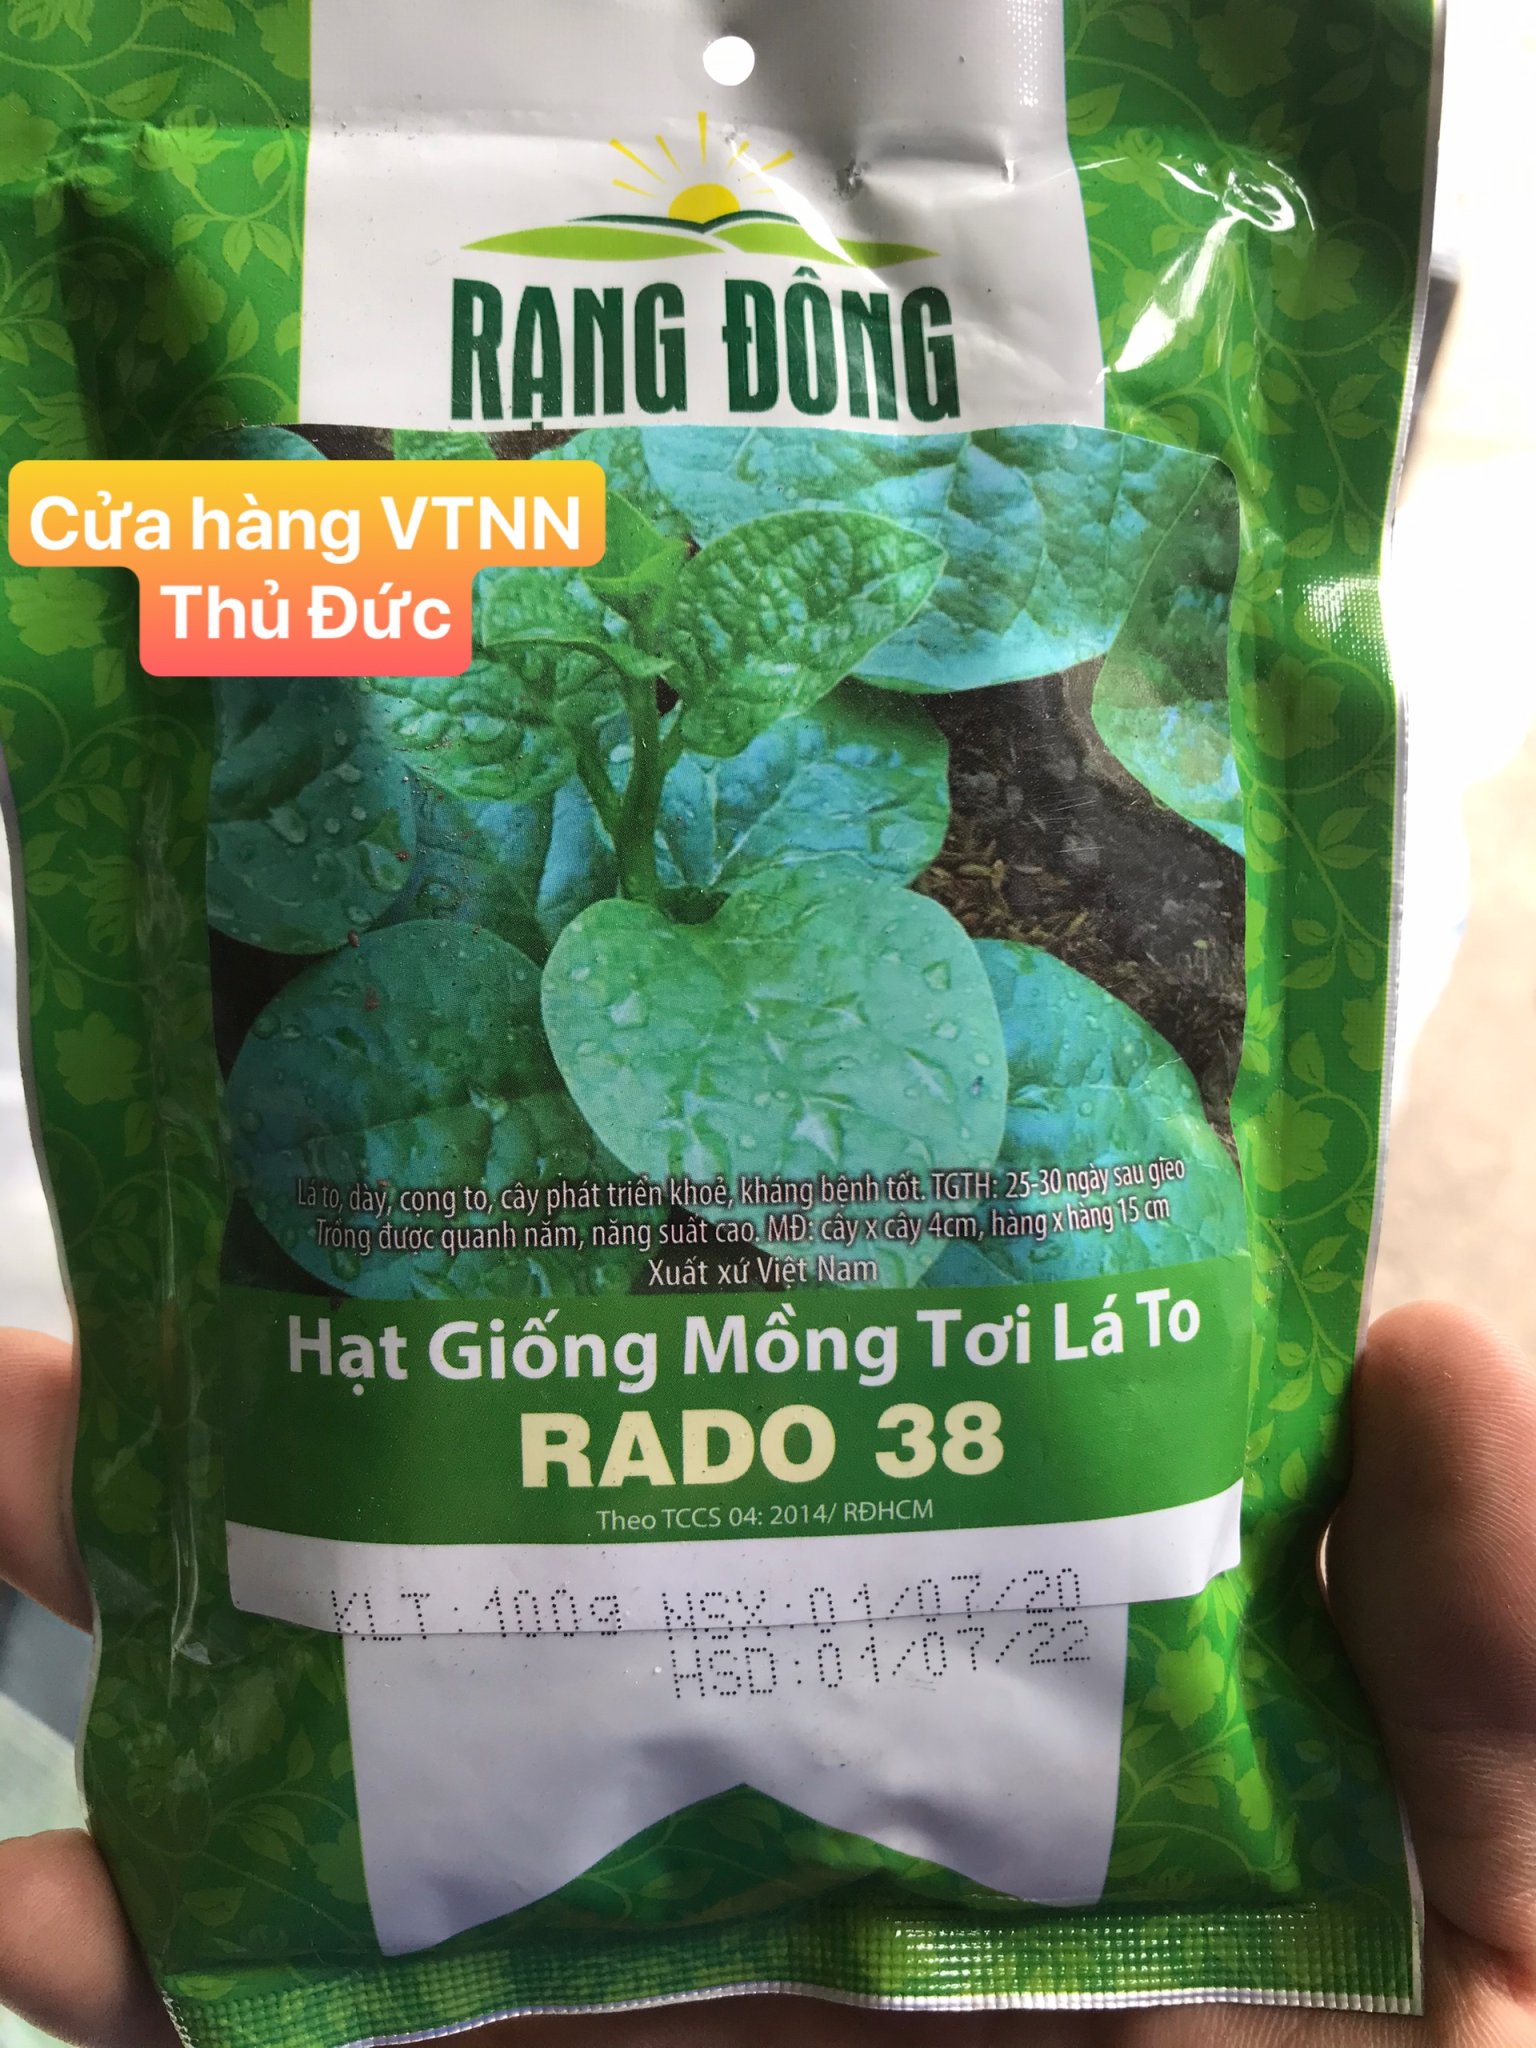 RẠNG ĐÔNG
Cửa hàng VTNN
Thủ Đức
Lá to, dày, cọng to, cây phát triển khoẻ, kháng bệnh tốt. TGTH: 25-30 ngày sau gieo
Trồng được quanh năm, năng suất cao. MĐ: cây x cây 4cm, hàng x hàng 15 cm
Xuất xứ Việt Nam
Hạt Giống Mồng Tơi Lá To
RADO 38
Theo TCCS 04: 2014/ RĐHCM
KLT: 100g NSX: 01/07/20
HSD: 01/07/22